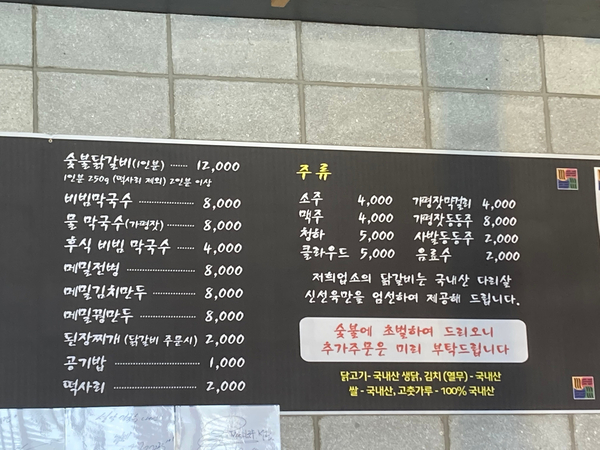 숯불닭갈비(1인분) ······· 12,000
1인분 250g (떡사리 제외) 2인분 이상
비빔막국수 ······· 8,000
물 막국수(가평잣) ······· 8,000
후식 비빔 막국수 ······ 4,000
메밀전병 ······· 8,000
메밀김치만두 ······· 8,000
메밀꿩만두 ······· 8,000
된장찌개 (닭갈비 주문시) 2,000
공기밥 ······· 1,000
떡사리 ······· 2,000
주류
소주 4,000
맥주 4,000
청하 5,000
클라우드 5,000
가평잣막걸리 4,000
가평잣동동주 8,000
사발동동주 2,000
음료수 2,000
저희업소의 닭갈비는 국내산 다리살
신선육만을 엄선하여 제공해 드립니다.
숯불에 초벌하여 드리오니
추가주문은 미리 부탁드립니다
닭고기- 국내산 생닭, 김치 (열무) - 국내산
쌀 - 국내산, 고춧가루 - 100% 국내산